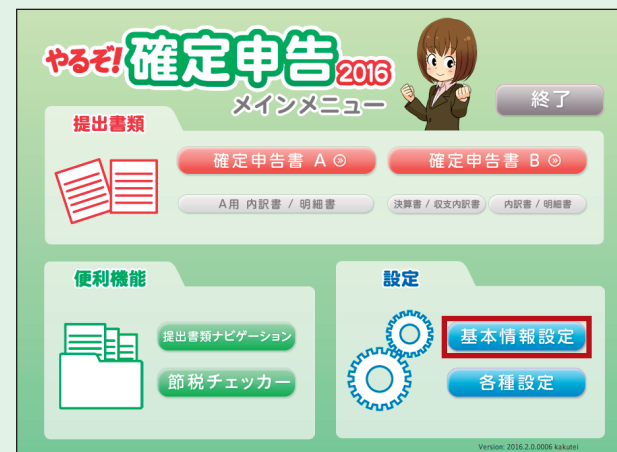 やるぞ!確定申告2016
メインメニュー
終了
提出書類
確定申告書 A
確定申告書 B
A用 内訳書 / 明細書
決算書 / 収支内訳書
内訳書 / 明細書
便利機能
提出書類ナビゲーション
節税チェッカー
設定
基本情報設定
各種設定
Version: 2016.2.0.0006 kakutei